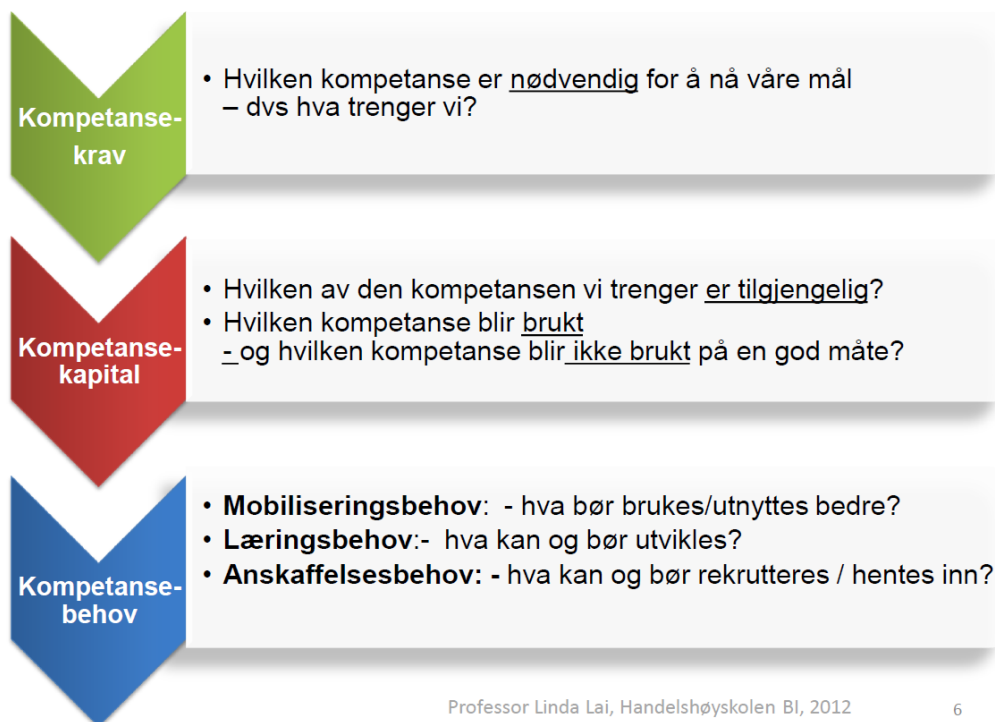 Kompetanse-
krav
• Hvilken kompetanse er nødvendig for å nå våre mål
– dvs hva trenger vi?
Kompetanse-
kapital
• Hvilken av den kompetansen vi trenger er tilgjengelig?
• Hvilken kompetanse blir brukt
- og hvilken kompetanse blir ikke brukt på en god måte?
Kompetanse-
behov
• Mobiliseringsbehov: - hva bør brukes/utnyttes bedre?
• Læringsbehov:- hva kan og bør utvikles?
• Anskaffelsesbehov: - hva kan og bør rekrutteres / hentes inn?
Professor Linda Lai, Handelshøyskolen BI, 2012
6